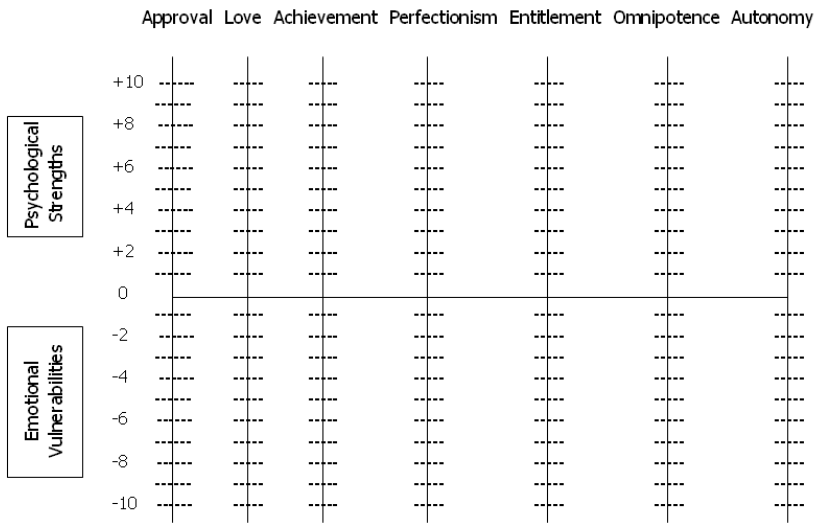 Approval Love Achievement Perfectionism Entitlement Omnipotence Autonomy
+10
+8
+6
+4
+2
0
-2
-4
-6
-8
-10
Psychological
Strengths
Emotional
Vulnerabilities